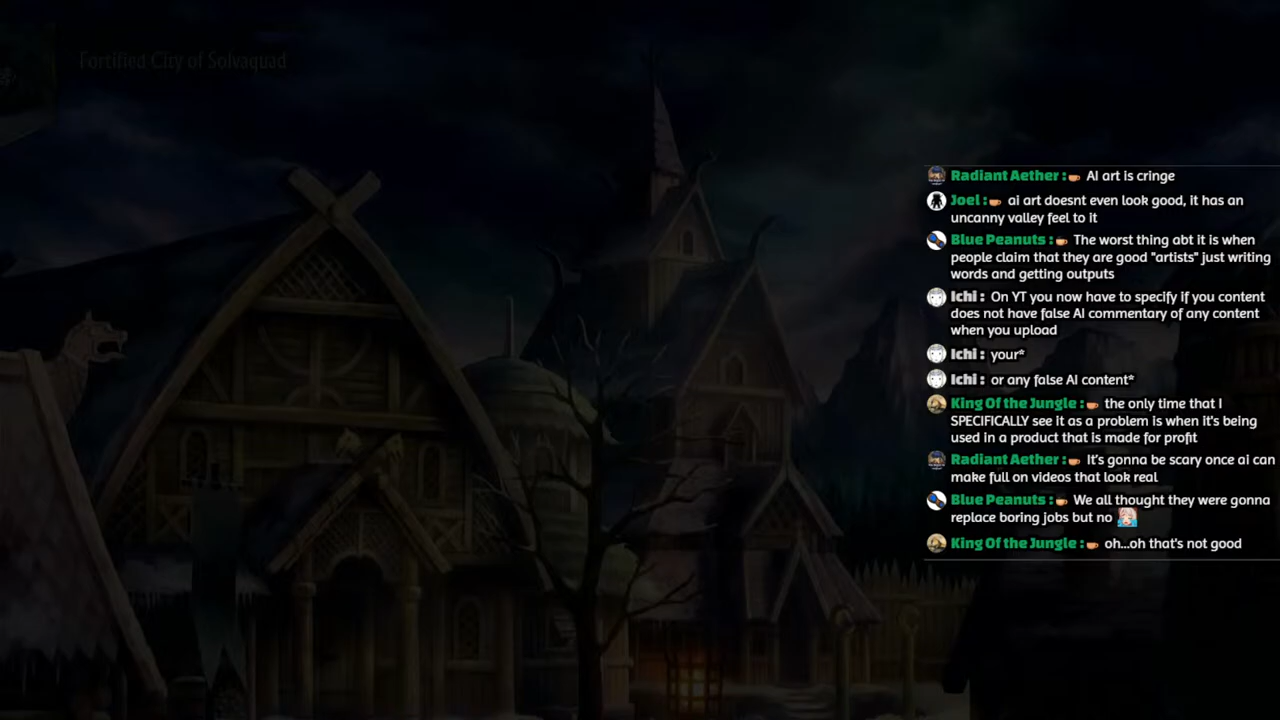 Fortified City of Solvaquad
Radiant Aether : AI art is cringe
Joel : ai art doesnt even look good, it has an
uncanny valley feel to it
Blue Peanuts : The worst thing abt it is when
people claim that they are good "artists" just writing
words and getting outputs
Ichi : On YT you now have to specify if you content
does not have false AI commentary of any content
when you upload
Ichi : your*
Ichi : or any false AI content*
King Of the Jungle : the only time that I
SPECIFICALLY see it as a problem is when it's being
used in a product that is made for profit
Radiant Aether : It's gonna be scary once ai can
make full on videos that look real
Blue Peanuts : We all thought they were gonna
replace boring jobs but no
King Of the Jungle : oh...oh that's not good